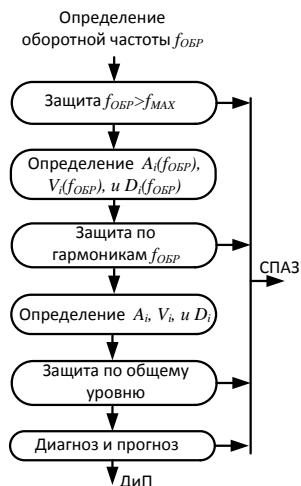 Определение
оборотной частоты fОБР
Защита fОБР>fMAX
Определение Ai(fОБР),
Vi(fОБР), и Di(fОБР)
Защита по
гармоникам fОБР
СПАЗ
Определение Ai, Vi, и Di
Защита по общему
уровню
Диагноз и прогноз
ДиП